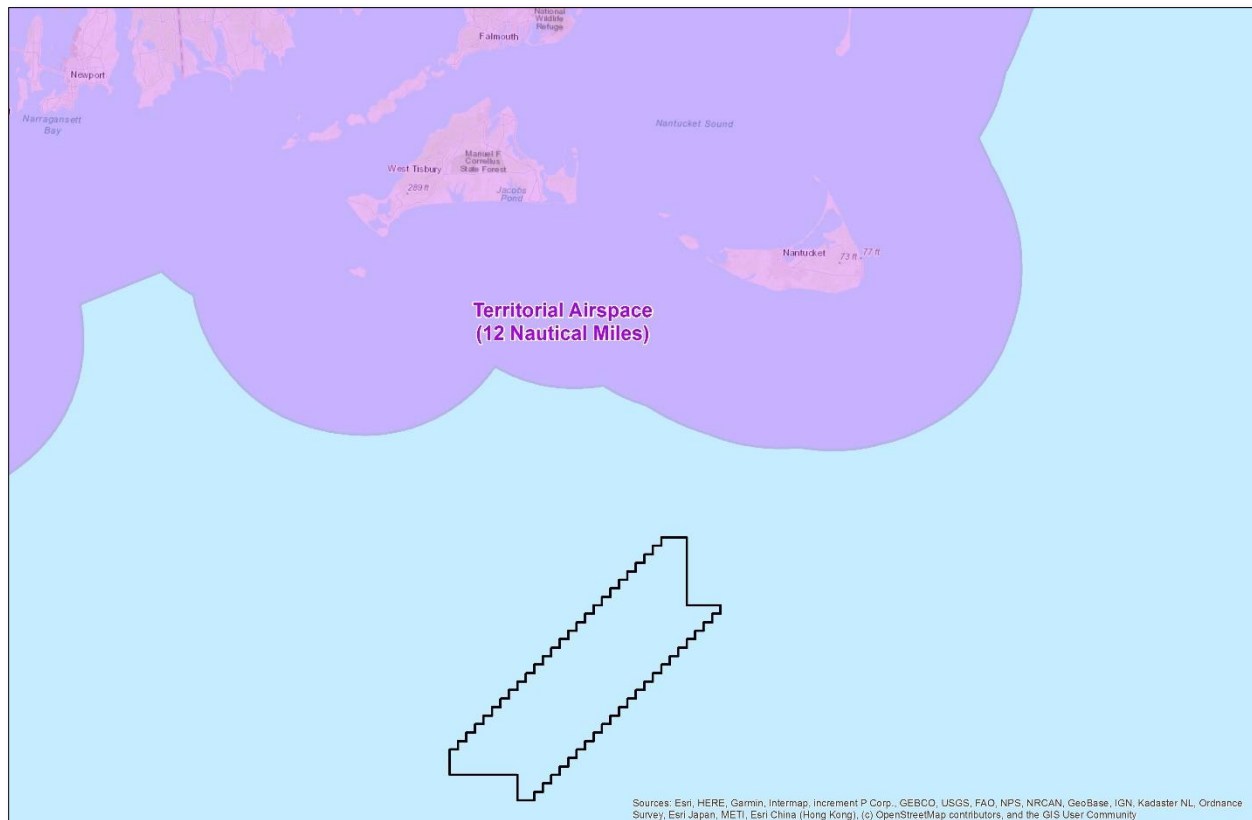 National
Wildlife
Refuge
Falmouth
Newport
Narragansett
Bay
Nantucket Sound
Manuel F
Correllus
State Forest
West Tisbury
289 ft
Jacobs
Pond
Nantucket
73 ft
77 ft
Territorial Airspace
(12 Nautical Miles)
Sources: Esri, HERE, Garmin, Intermap, increment P Corp., GEBCO, USGS, FAO, NPS, NRCAN, GeoBase, IGN, Kadaster NL, Ordnance
Survey, Esri Japan, METI, Esri China (Hong Kong), (c) OpenStreetMap contributors, and the GIS User Community